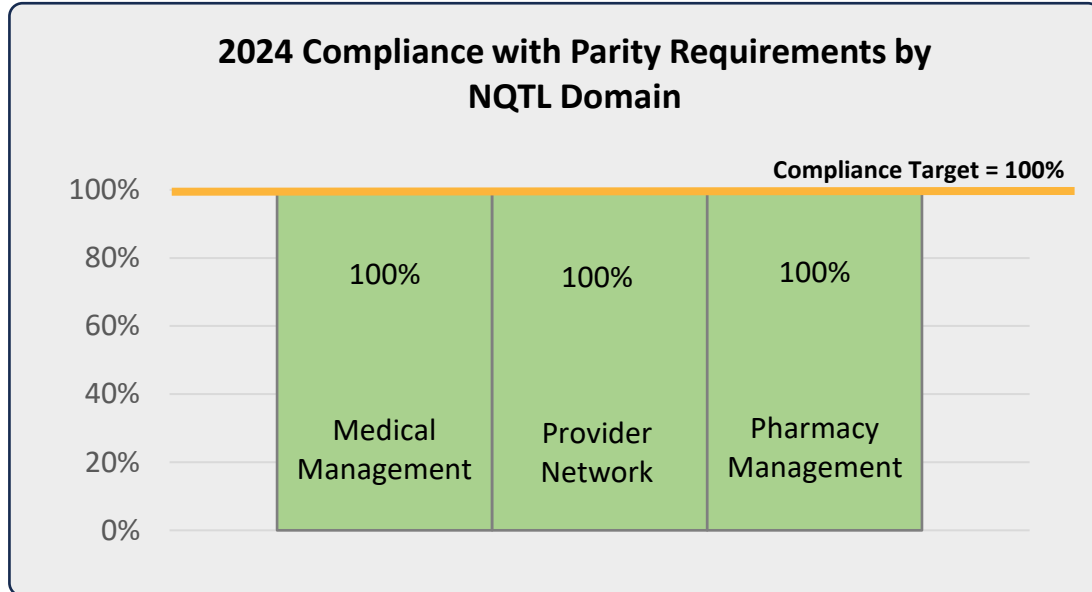 2024 Compliance with Parity Requirements by
NQTL Domain
Compliance Target = 100%
100%
80%
60%
40%
20%
0%
100%
100%
100%
Medical
Management
Provider
Network
Pharmacy
Management